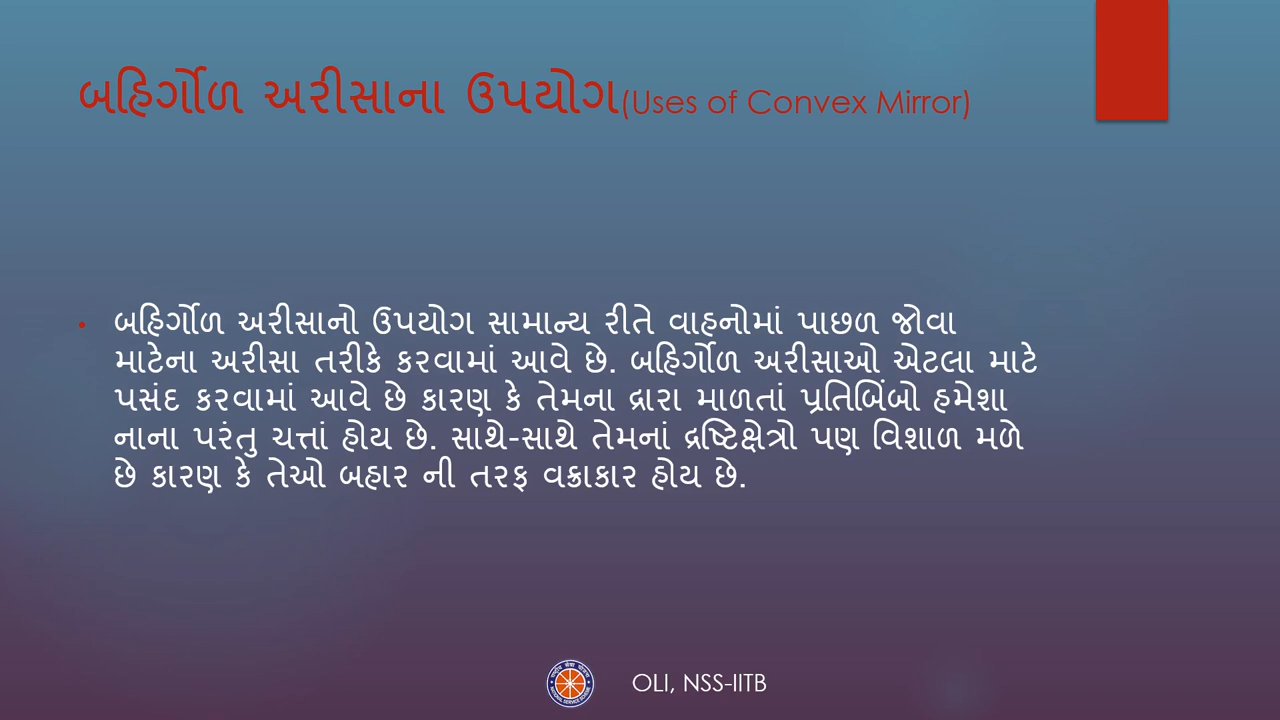 બહિર્ગોળ અરીસાના ઉપયોગ(Uses of Convex Mirror)
• બહિર્ગોળ અરીસાનો ઉપયોગ સામાન્ય રીતે વાહનોમાં પાછળ જોવા
માટેના અરીસા તરીકે કરવામાં આવે છે. બહિર્ગોળ અરીસાઓ એટલા માટે
પસંદ કરવામાં આવે છે કારણ કે તેમના દ્રારા માળતાં પ્રતિબિંબો હમેશા
નાના પરંતુ ચત્તાં હોય છે. સાથે-સાથે તેમનાં દ્રષ્ટિક્ષેત્રો પણ વિશાળ મળે
છે કારણ કે તેઓ બહાર ની તરફ વક્રાકાર હોય છે.
OLI, NSS-IITB